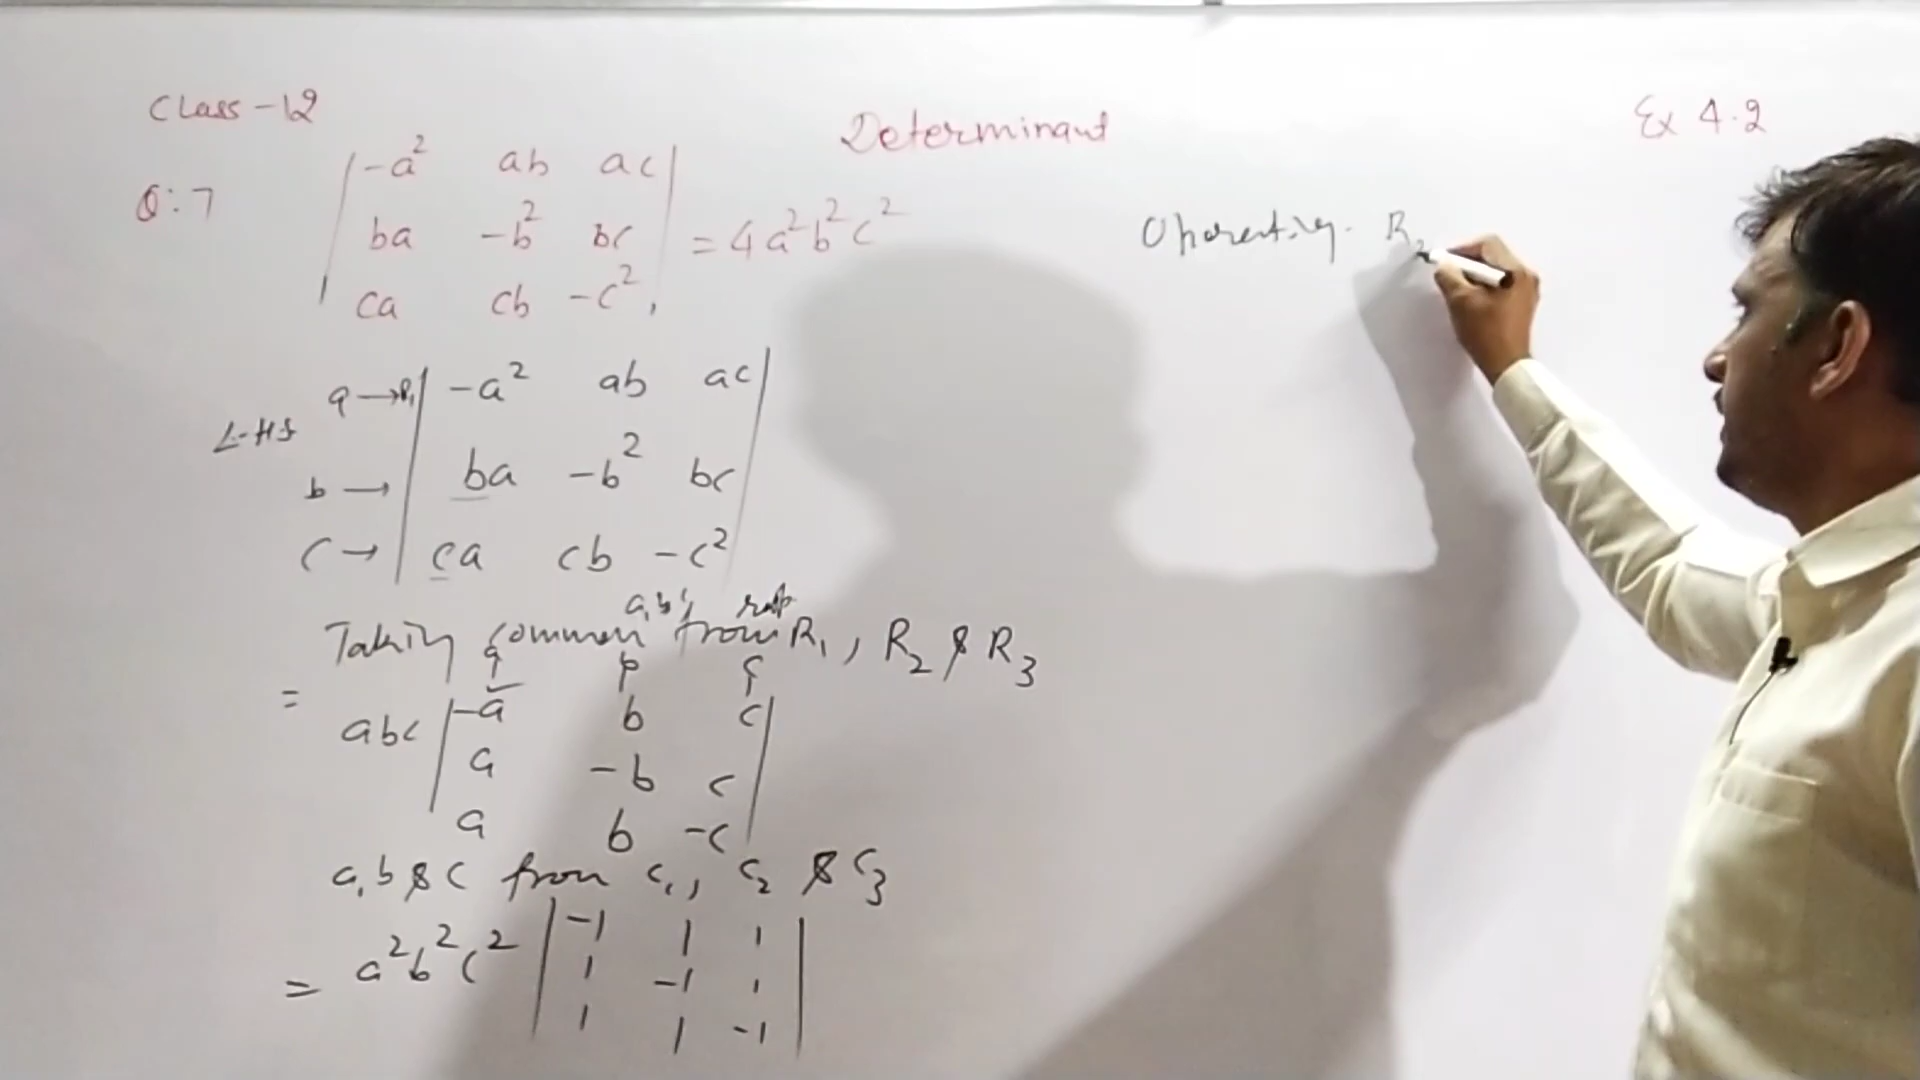 Class-12
Determinant
Ex 4.2
Q:7
-a² ab ac
ba -b² bc = 4a²b²c²
ca cb -c²
Operating R₂
L-HS
a → R₁ -a² ab ac
b → ba -b² bc
c → ca cb -c²
a, b, c
Taking common from R₁, R₂ & R₃
= abc -a b c
a -b c
a b -c
a, b & c from c₁, c₂ & c₃
= a²b²c² -1 1 1
1 -1 1
1 1 -1